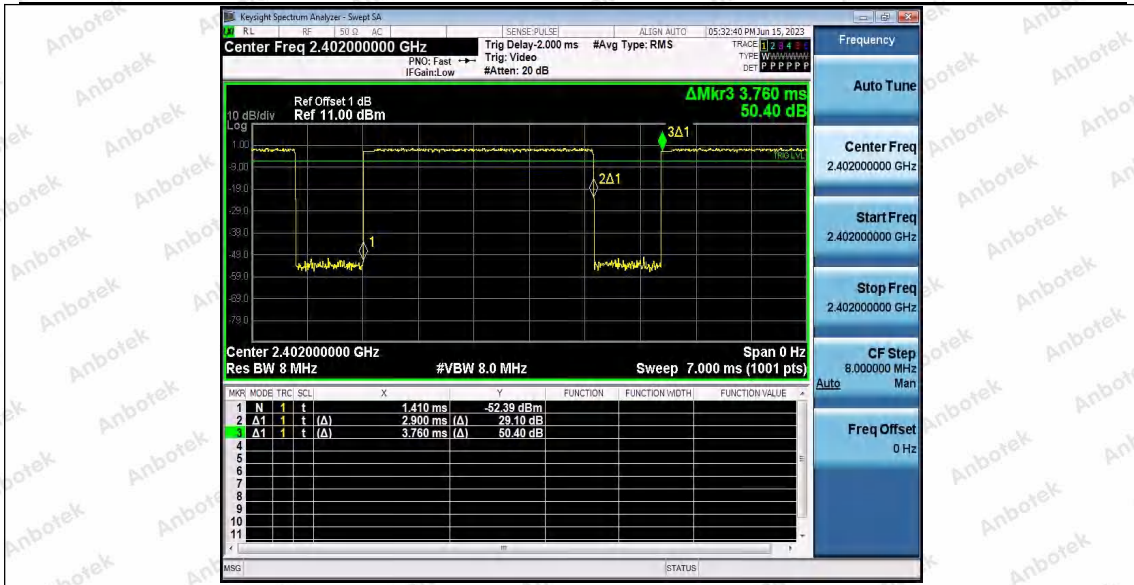 Keysight Spectrum Analyzer - Swept SA
RL RF 50 Ω AC SENSE:PULSE ALIGN AUTO 05:32:40 PM Jun 15, 2023
Center Freq 2.402000000 GHz
PNO: Fast
IFGain:Low
Trig Delay-2.000 ms
Trig: Video
#Atten: 20 dB
#Avg Type: RMS
TRACE 1 2 3 4 5 6
TYPE WWWWWW
DET P P P P P P
Frequency
Auto Tune
Center Freq
2.402000000 GHz
Start Freq
2.402000000 GHz
Stop Freq
2.402000000 GHz
CF Step
8.000000 MHz
Auto Man
Freq Offset
0 Hz
ΔMkr3 3.760 ms
50.40 dB
Ref Offset 1 dB
10 dB/div Ref 11.00 dBm
Log
1.00
-9.00
-19.0
-29.0
-39.0
-49.0
-59.0
-69.0
-79.0
3Δ1
TRIG LVL
2Δ1
1
Center 2.402000000 GHz Span 0 Hz
Res BW 8 MHz #VBW 8.0 MHz Sweep 7.000 ms (1001 pts)
MKR MODE TRC SCL X Y FUNCTION FUNCTION WIDTH FUNCTION VALUE
1 N 1 t 1.410 ms -52.39 dBm
2 Δ1 1 t (Δ) 2.900 ms (Δ) 29.10 dB
3 Δ1 1 t (Δ) 3.760 ms (Δ) 50.40 dB
4
5
6
7
8
9
10
11
MSG STATUS
Anbotek